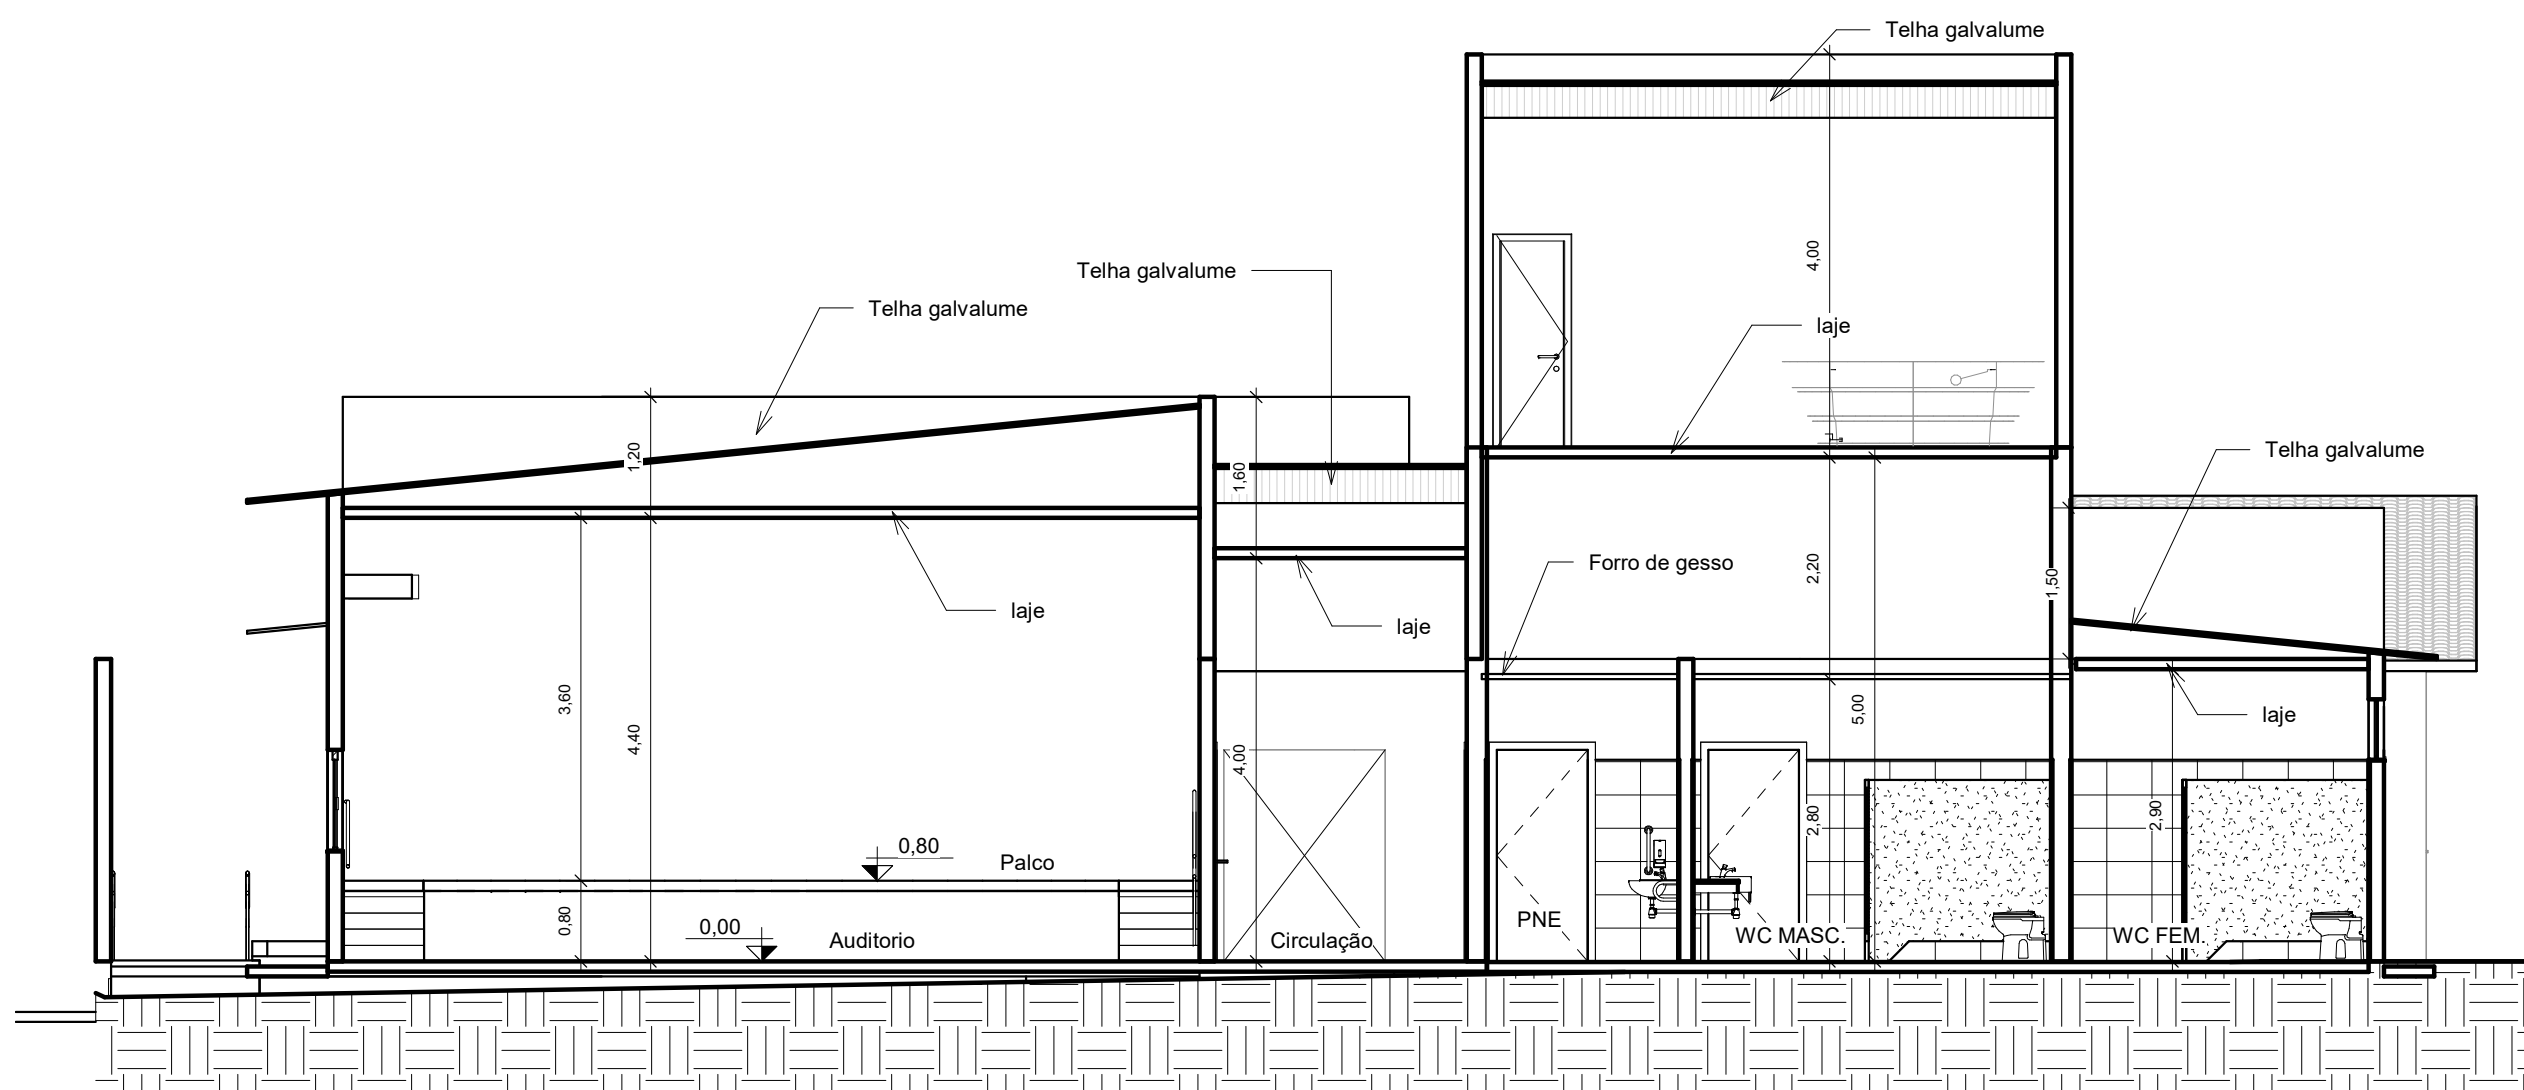 Telha galvalume
4,00
Telha galvalume
Telha galvalume
laje
1,20
1,60
Telha galvalume
Forro de gesso
2,20
1,50
laje
laje
3,60
4,40
4,00
5,00
laje
2,80
2,90
0,80
Palco
0,80
0,00
Auditorio
Circulação
PNE
WC MASC.
WC FEM.